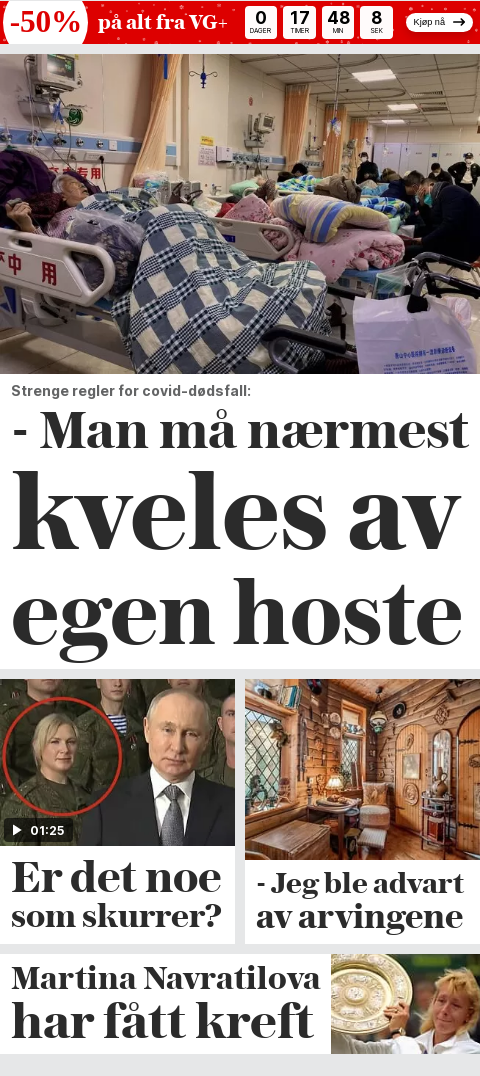 -50%
på alt fra VG+
0 17 48 8
DAGER TIMER MIN SEK
Kjøp nå
中用
Strenge regler for covid-dødsfall:
- Man må nærmest
kveles av
egen hoste
01:25
Er det noe
som skurrer?
- Jeg ble advart
av arvingene
Martina Navratilova
har fått kreft